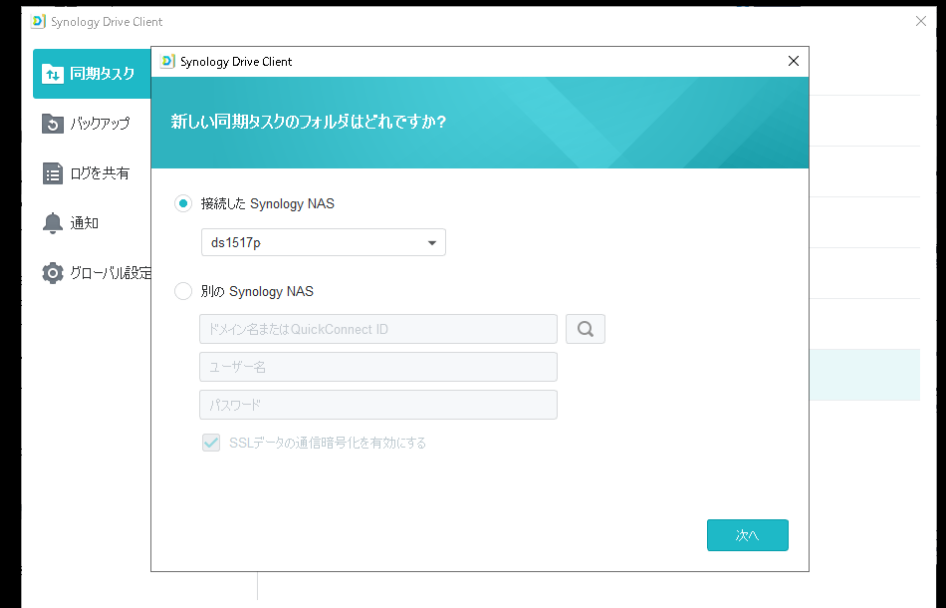 Synology Drive Client
同期タスク
バックアップ
ログを共有
通知
グローバル設定
Synology Drive Client
新しい同期タスクのフォルダはどれですか?
接続した Synology NAS
ds1517p
別の Synology NAS
ドメイン名またはQuickConnect ID
ユーザー名
パスワード
SSLデータの通信暗号化を有効にする
次へ